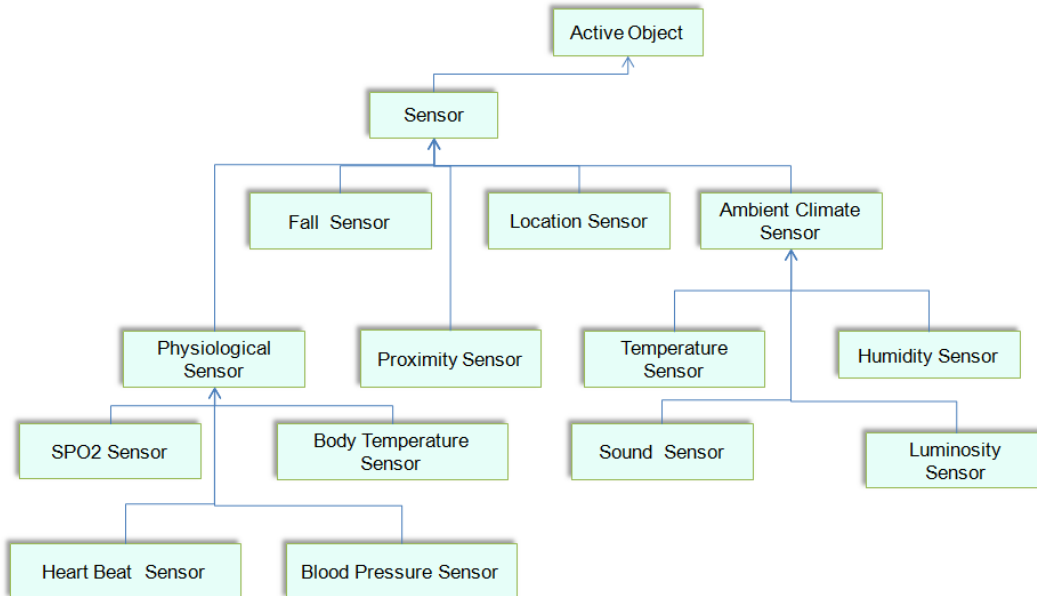 Active Object
Sensor
Fall Sensor
Location Sensor
Ambient Climate
Sensor
Physiological
Sensor
Proximity Sensor
Temperature
Sensor
Humidity Sensor
SPO2 Sensor
Body Temperature
Sensor
Sound Sensor
Luminosity
Sensor
Heart Beat Sensor
Blood Pressure Sensor